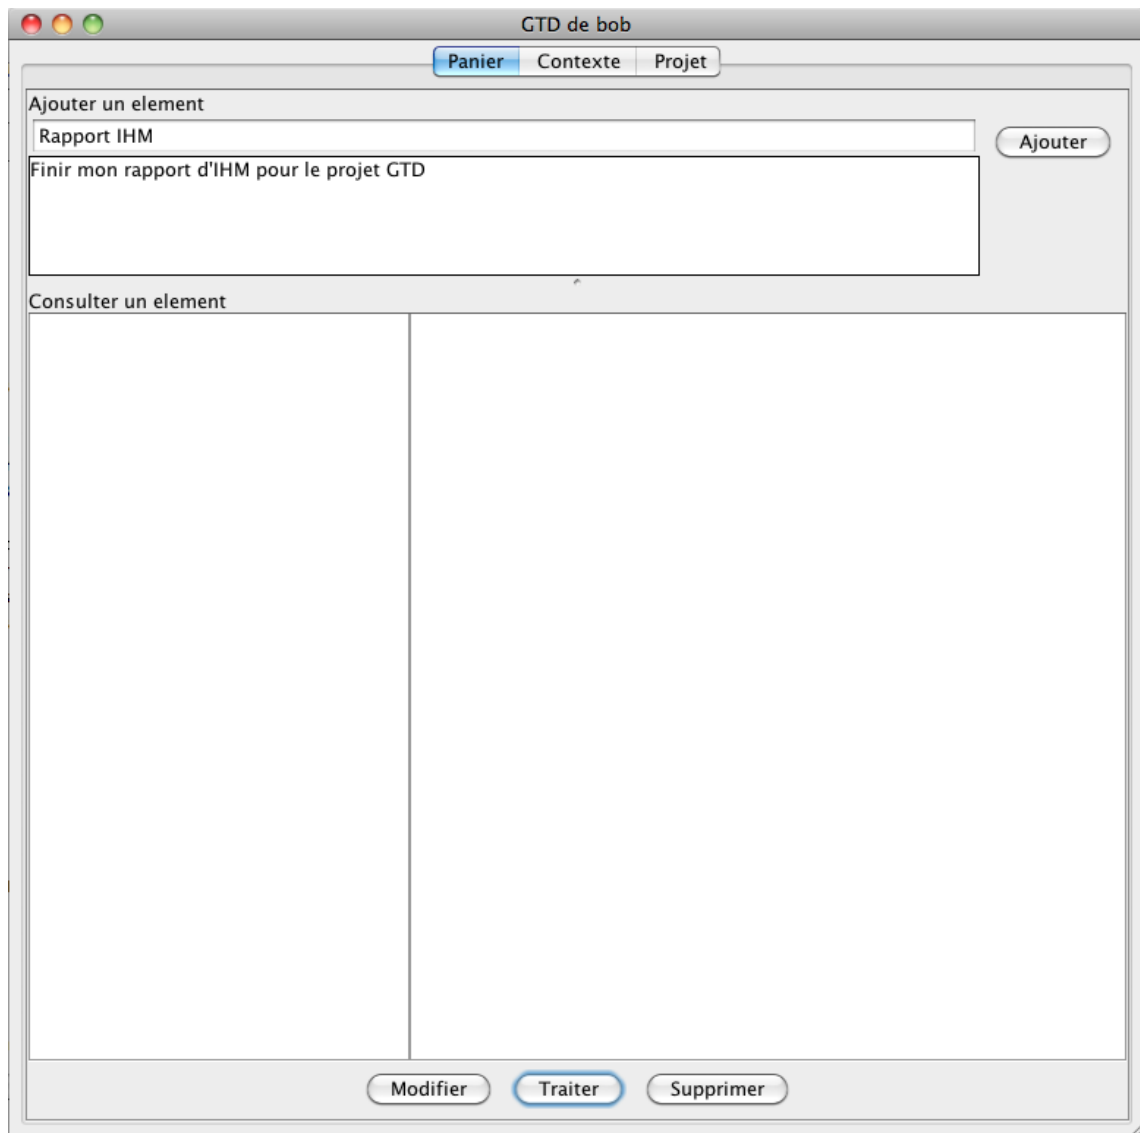 GTD de bob
Panier Contexte Projet
Ajouter un element
Rapport IHM
Ajouter
Finir mon rapport d'IHM pour le projet GTD
Consulter un element
Modifier Traiter Supprimer